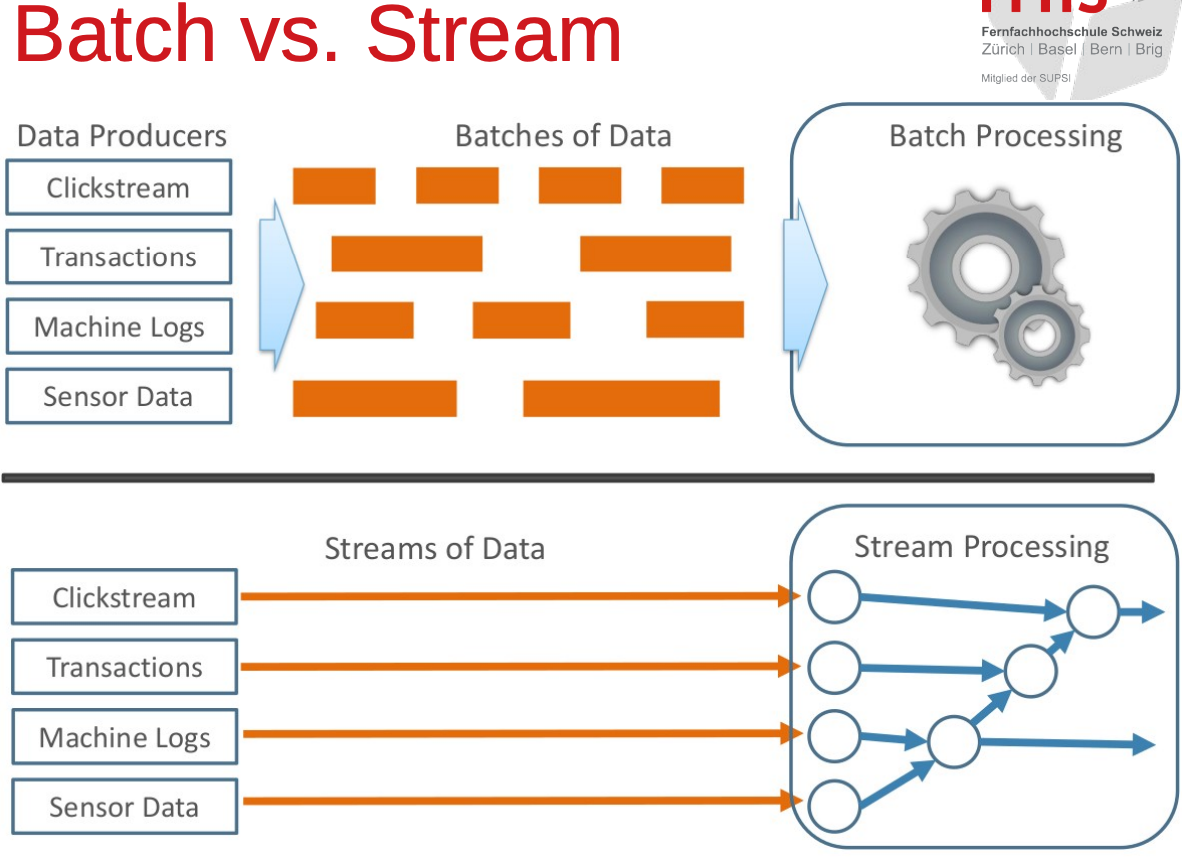 Batch vs. Stream
Fernfachhochschule Schweiz
Zürich | Basel | Bern | Brig
Mitglied der SUPSI
Data Producers
Batches of Data
Batch Processing
Clickstream
Transactions
Machine Logs
Sensor Data
Streams of Data
Stream Processing
Clickstream
Transactions
Machine Logs
Sensor Data